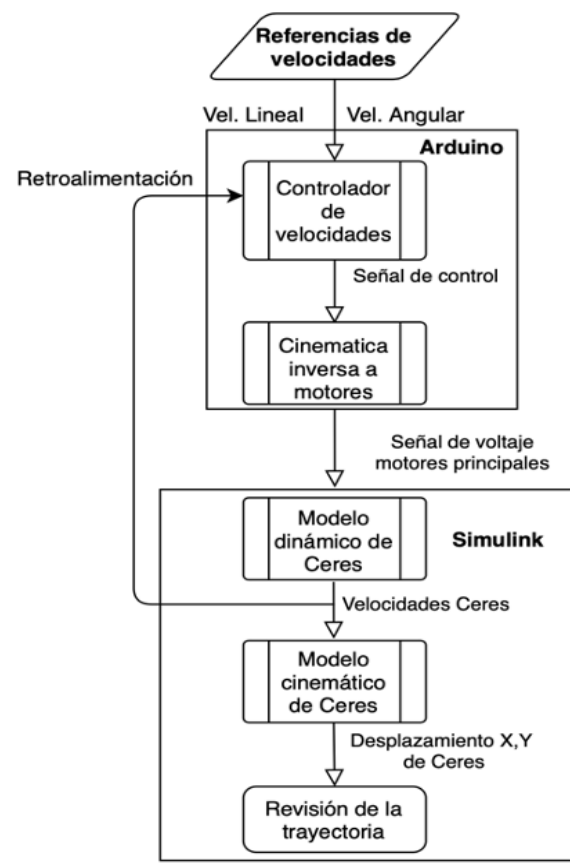 Referencias de
velocidades
Vel. Lineal
Vel. Angular
Arduino
Retroalimentación
Controlador
de
velocidades
Señal de control
Cinematica
inversa a
motores
Señal de voltaje
motores principales
Modelo
dinámico de
Ceres
Simulink
Velocidades Ceres
Modelo
cinemático
de Ceres
Desplazamiento X,Y
de Ceres
Revisión de la
trayectoria